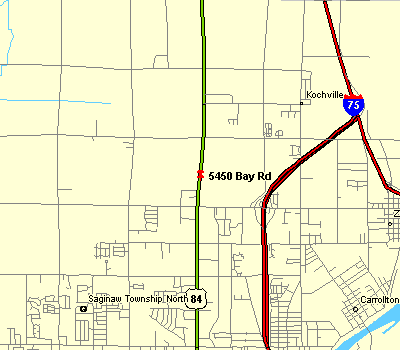 Kochville
75
5450 Bay Rd
Z
Saginaw Township North
84
Carrollton